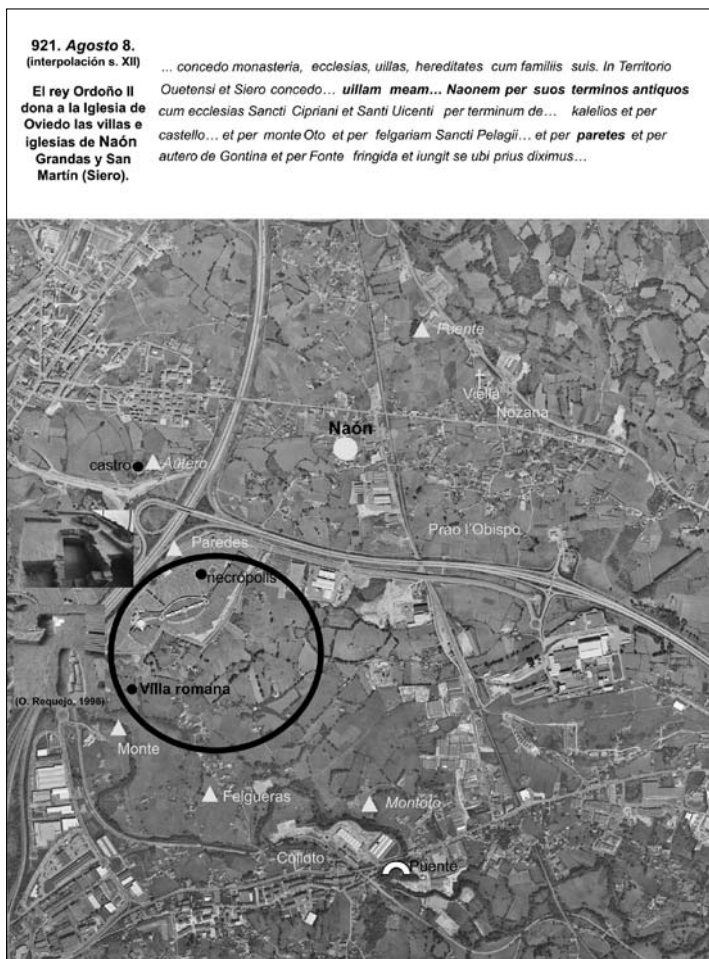 921. Agosto 8.
(interpolación s. XII)
El rey Ordoño II
dona a la Iglesia de
Oviedo las villas e
iglesias de Naón
Grandas y San
Martín (Siero).
... concedo monasteria, ecclesias, uillas, hereditates cum familiis suis. In Territorio
Ouetensi et Siero concedo... uillam meam... Naonem per suos terminos antiquos
cum ecclesias Sancti Cipriani et Santi Uicenti per terminum de... kalelios et per
castello... et per monte Oto et per felgariam Sancti Pelagii... et per paretes et per
autero de Gontina et per Fonte fringida et iungit se ubi prius diximus...
Fuente
Viella
Nozana
Naón
castro
Autero
Prao l'Obispo
Paredes
necrópolis
Villa romana
(O. Requejo, 1996)
Monte
Felgueras
Montoto
Colloto
Puente